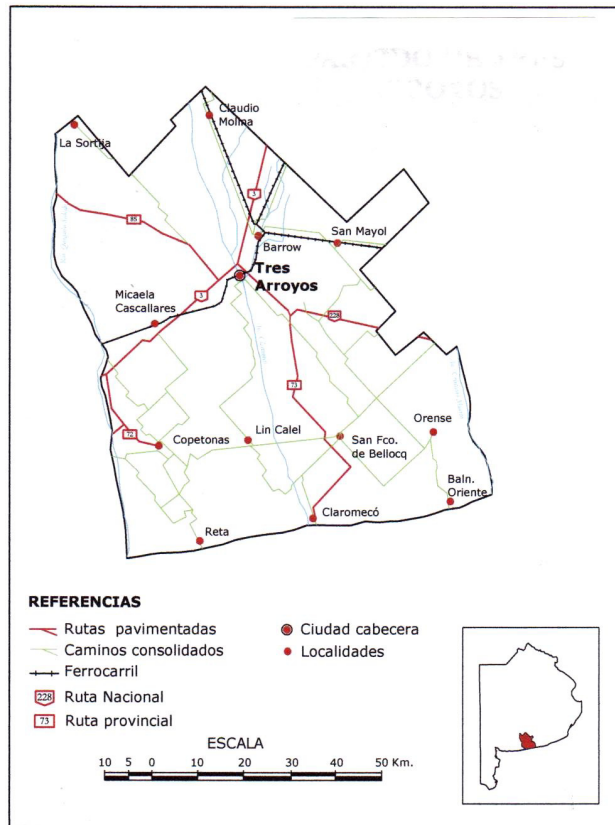 Claudio
Molina
La Sortija
3
85
San Mayol
Barrow
Tres
Arroyos
Micaela
Cascallares
3
228
73
Orense
72
Copetonas
Lin Calel
San Fco.
de Bellocq
Baln.
Oriente
Claromecó
Reta
REFERENCIAS
Rutas pavimentadas
Caminos consolidados
Ferrocarril
228 Ruta Nacional
73 Ruta provincial
Ciudad cabecera
Localidades
ESCALA
10 5 0 10 20 30 40 50 Km.